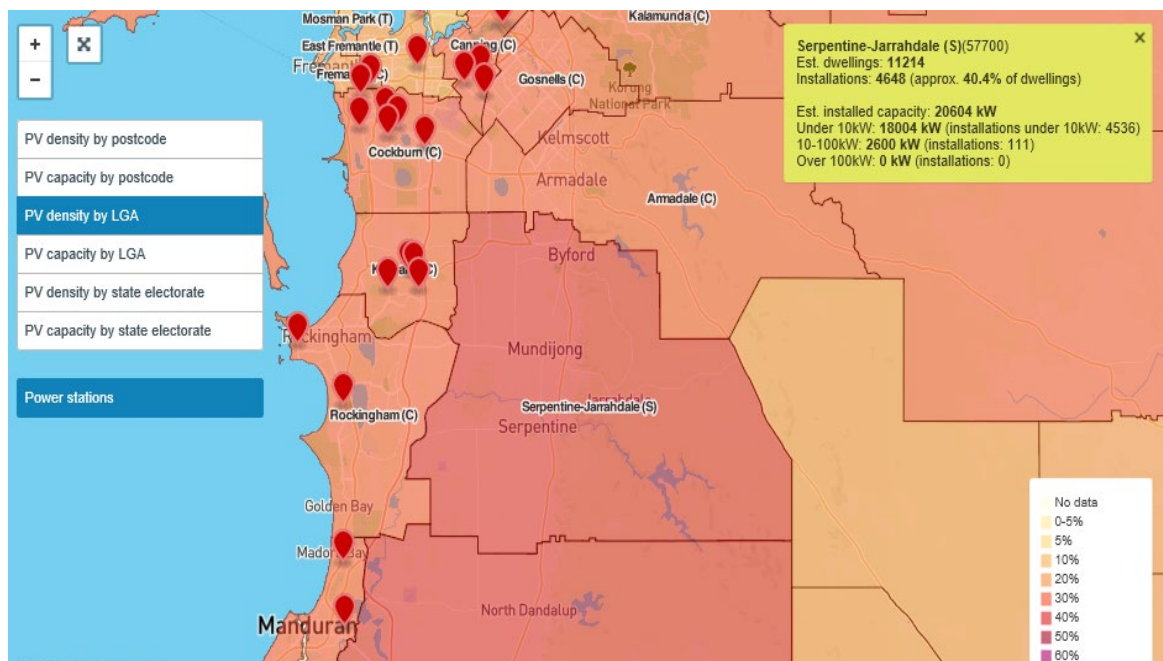 Mosman Park (T)
Kalamunda (C)
+
−
East Fremantle (T)
Canning (C)
Gosnells (C)
Korung
National Park
Kelmscott
Cockburn (C)
Armadale
Armadale (C)
Serpentine-Jarrahdale (S)(57700)
×
Est. dwellings: 11214
Installations: 4648 (approx. 40.4% of dwellings)
Est. installed capacity: 20604 kW
Under 10kW: 18004 kW (installations under 10kW: 4536)
10-100kW: 2600 kW (installations: 111)
Over 100kW: 0 kW (installations: 0)
PV density by postcode
PV capacity by postcode
PV density by LGA
PV capacity by LGA
PV density by state electorate
PV capacity by state electorate
Power stations
Byford
Rockingham
Mundijong
Rockingham (C)
Serpentine-Jarrahdale (S)
Jarrahdale
Serpentine
Golden Bay
North Dandalup
No data
0-5%
5%
10%
20%
30%
40%
50%
60%